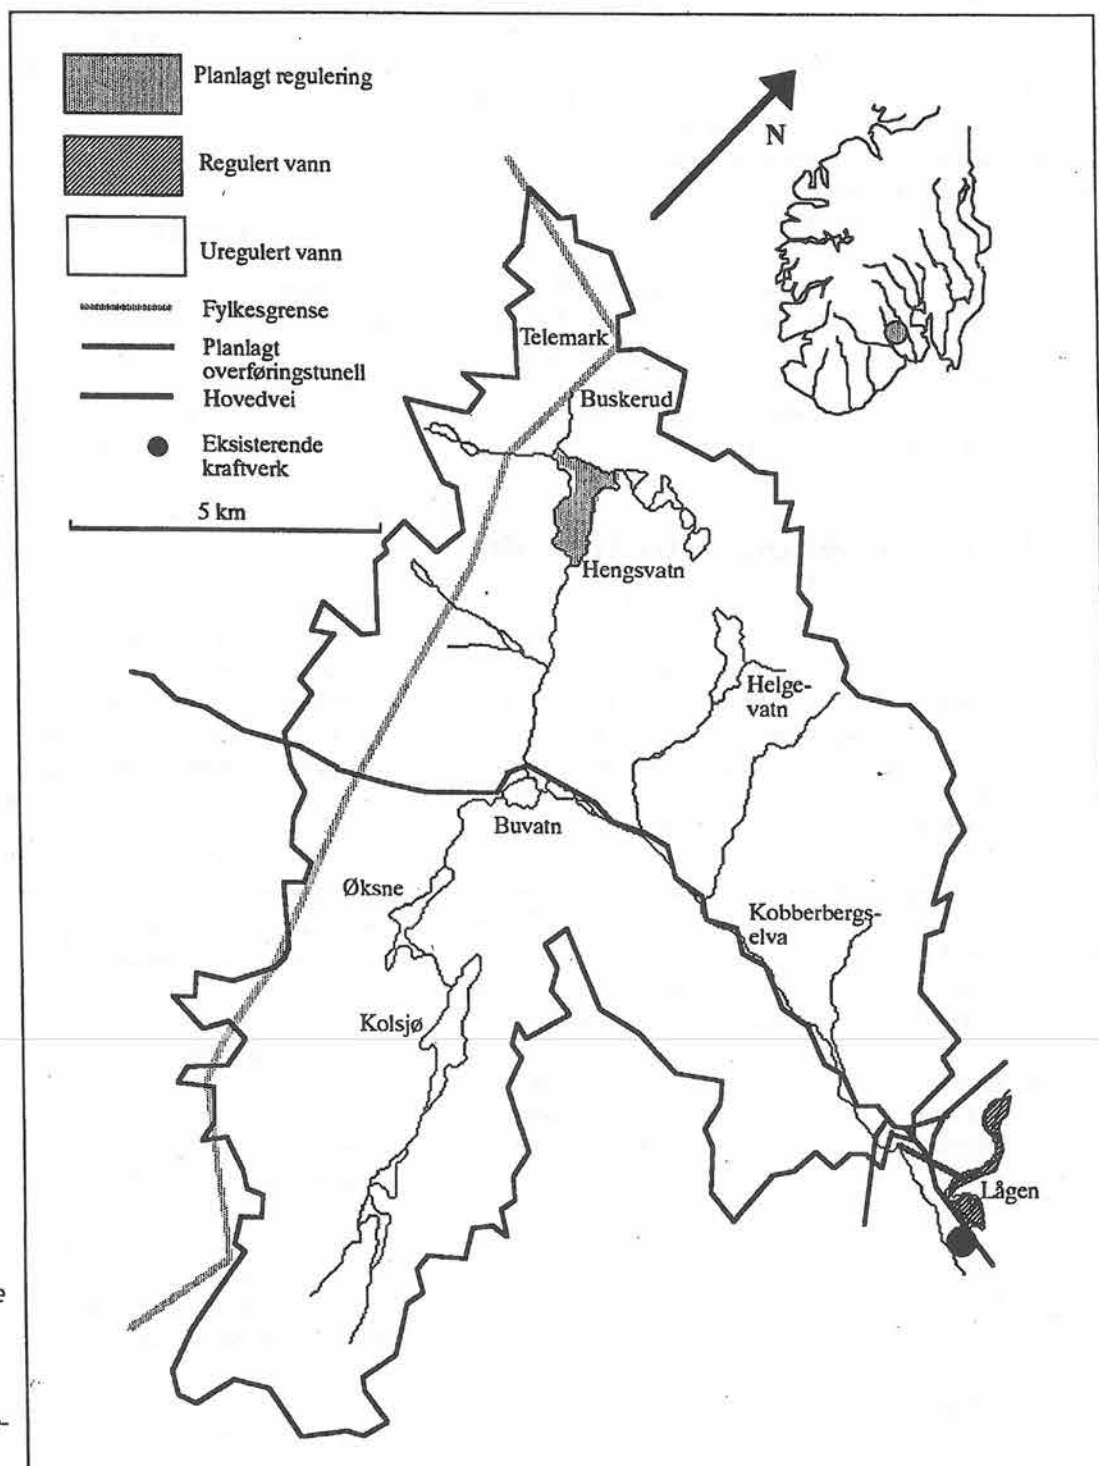 Planlagt regulering
Regulert vann
Uregulert vann
Fylkesgrense
Planlagt
overføringstunell
Hovedvei
Eksisterende
kraftverk
5 km
N
Telemark
Buskerud
Hengsvatn
Helge-
vatn
Buvatn
Øksne
Kobberbergs-
elva
Kolsjø
Lågen